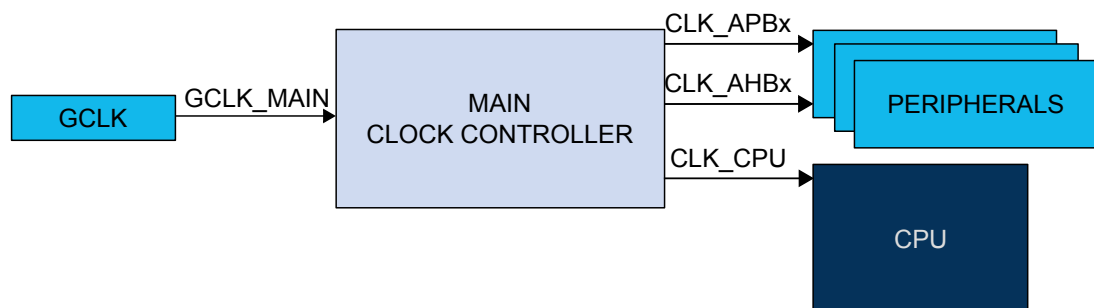 GCLK
GCLK_MAIN
MAIN
CLOCK CONTROLLER
CLK_APBx
CLK_AHBx
CLK_CPU
PERIPHERALS
CPU